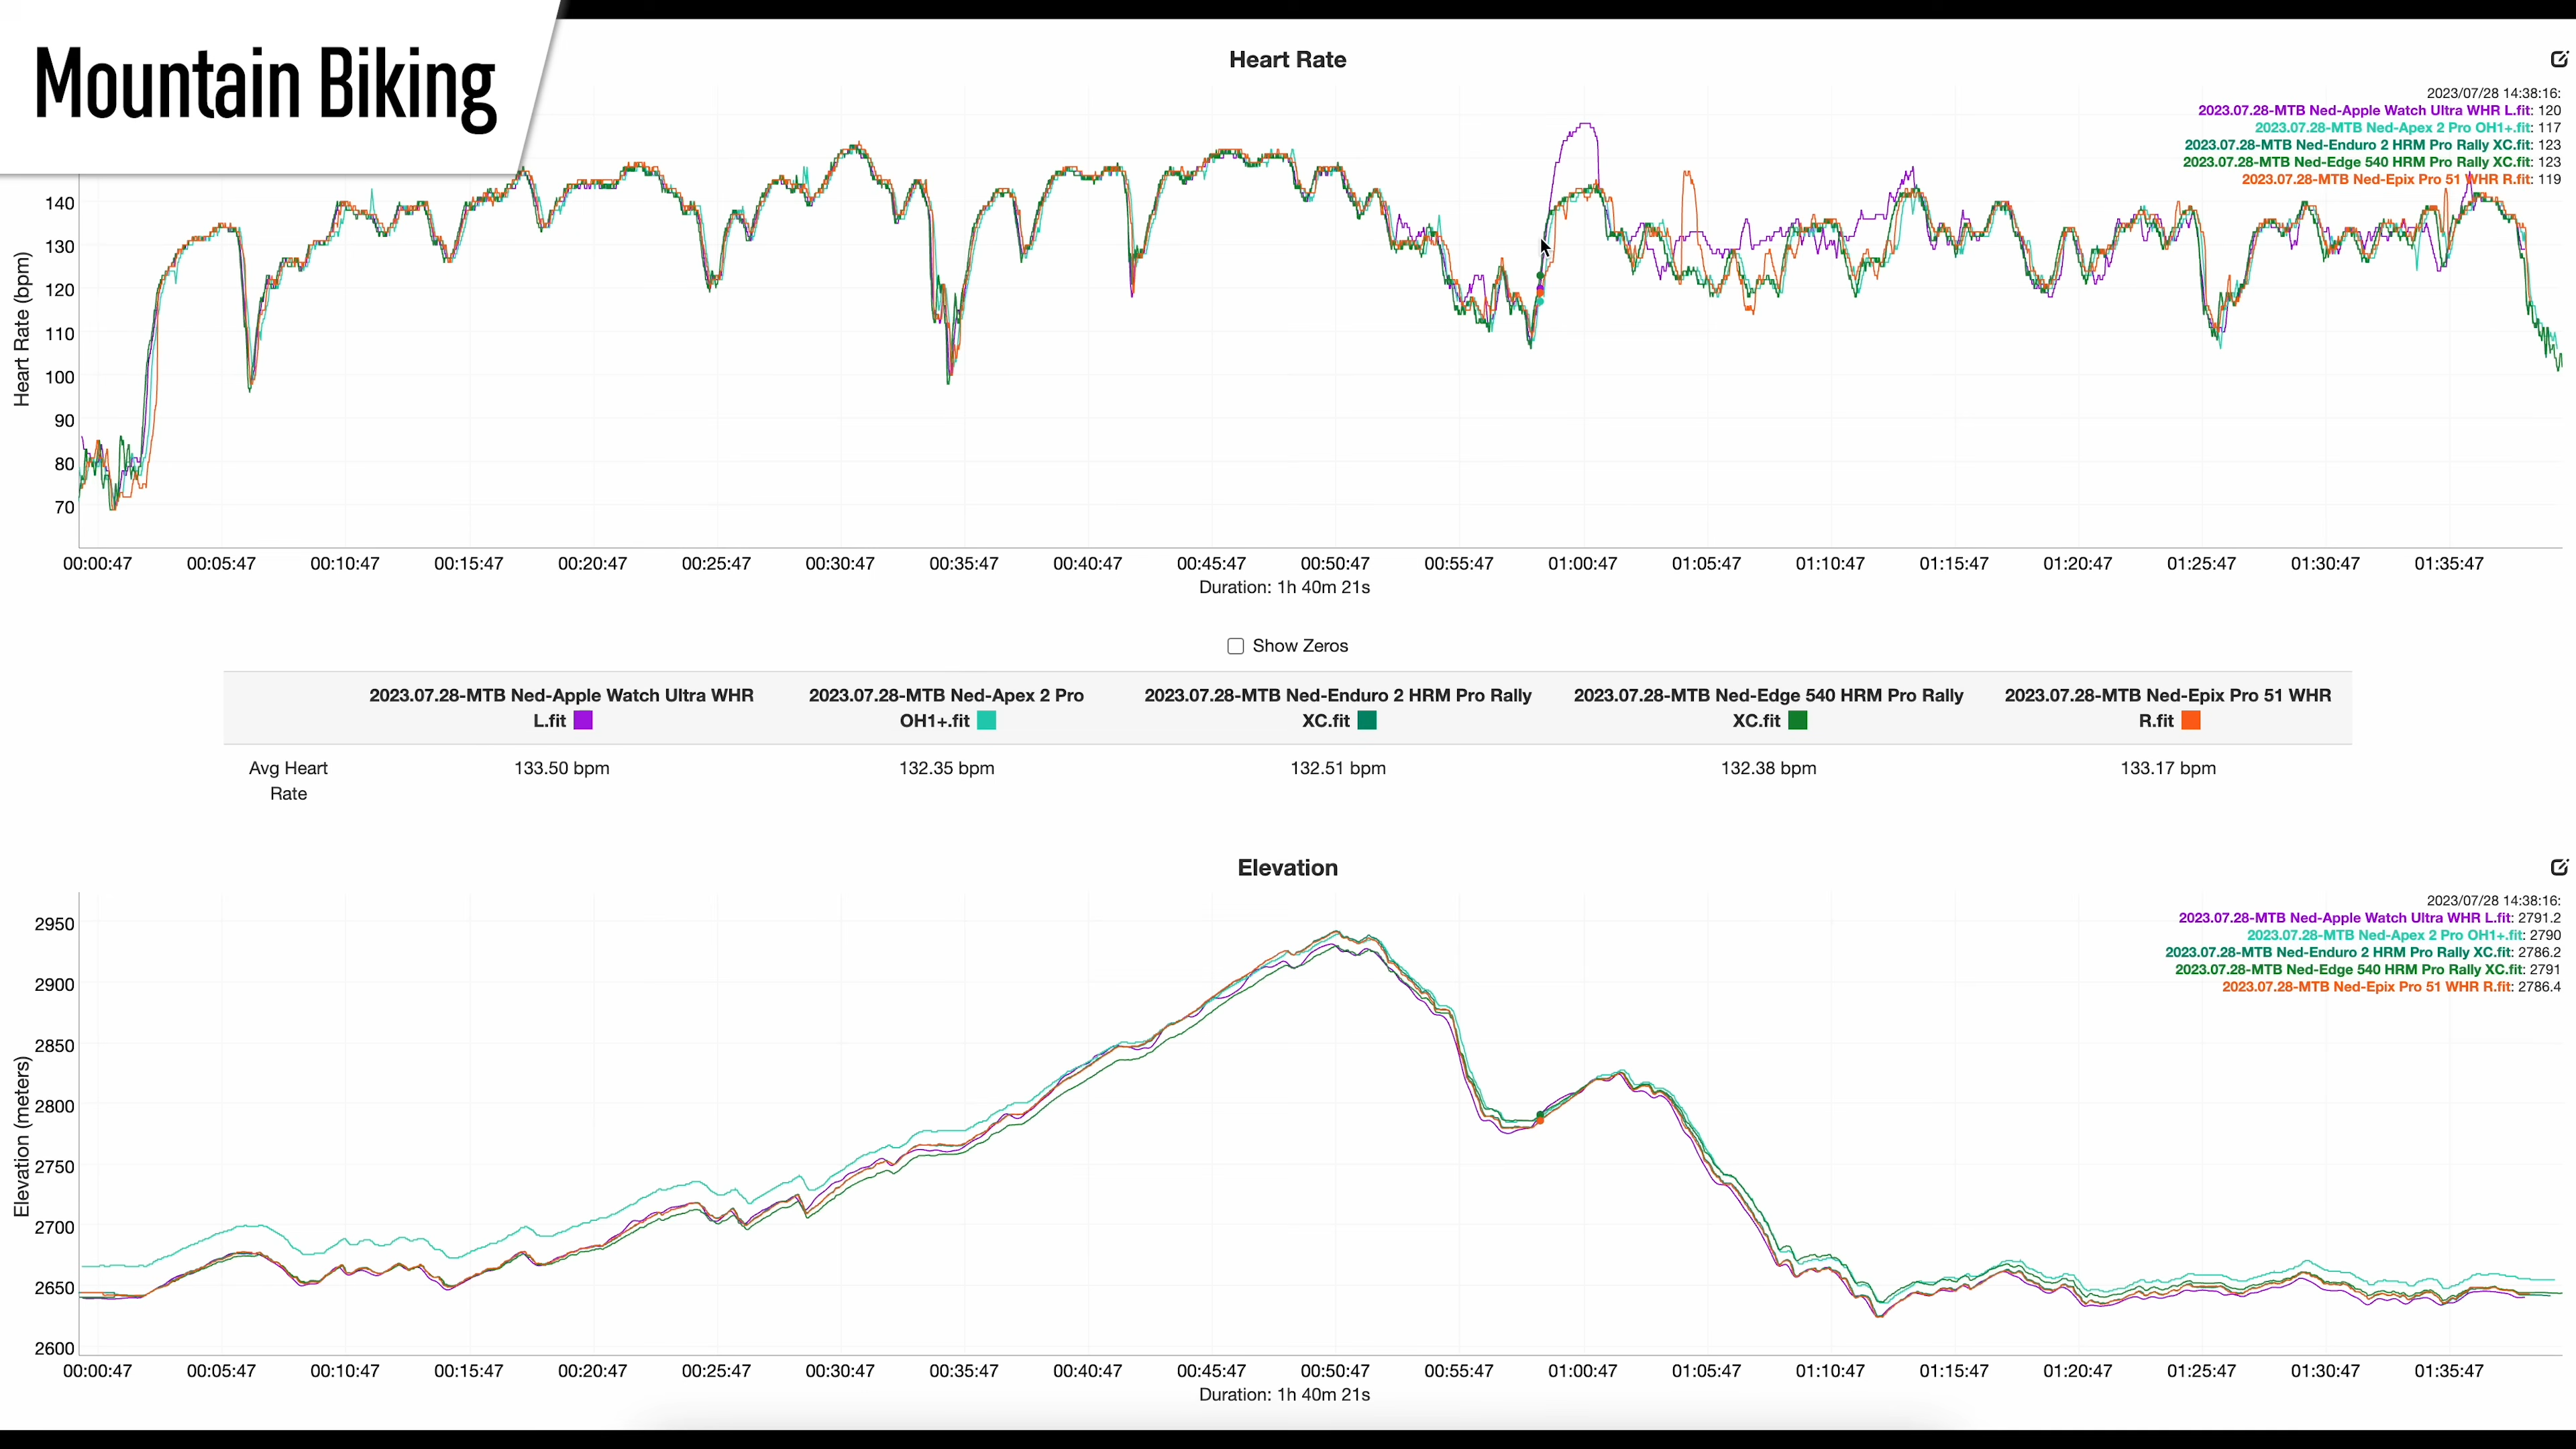 Mountain Biking
Heart Rate
2023/07/28 14:38:16:
2023.07.28-MTB Ned-Apple Watch Ultra WHR L.fit: 120
2023.07.28-MTB Ned-Apex 2 Pro OH1+.fit: 117
2023.07.28-MTB Ned-Enduro 2 HRM Pro Rally XC.fit: 123
2023.07.28-MTB Ned-Edge 540 HRM Pro Rally XC.fit: 123
2023.07.28-MTB Ned-Epix Pro 51 WHR R.fit: 119
Heart Rate (bpm)
140
130
120
110
100
90
80
70
00:00:47 00:05:47 00:10:47 00:15:47 00:20:47 00:25:47 00:30:47 00:35:47 00:40:47 00:45:47 00:50:47 00:55:47 01:00:47 01:05:47 01:10:47 01:15:47 01:20:47 01:25:47 01:30:47 01:35:47
Duration: 1h 40m 21s
Show Zeros
2023.07.28-MTB Ned-Apple Watch Ultra WHR 2023.07.28-MTB Ned-Apex 2 Pro 2023.07.28-MTB Ned-Enduro 2 HRM Pro Rally 2023.07.28-MTB Ned-Edge 540 HRM Pro Rally 2023.07.28-MTB Ned-Epix Pro 51 WHR
L.fit OH1+.fit XC.fit XC.fit R.fit
Avg Heart 133.50 bpm 132.35 bpm 132.51 bpm 132.38 bpm 133.17 bpm
Rate
Elevation
2023/07/28 14:38:16:
2023.07.28-MTB Ned-Apple Watch Ultra WHR L.fit: 2791.2
2023.07.28-MTB Ned-Apex 2 Pro OH1+.fit: 2790
2023.07.28-MTB Ned-Enduro 2 HRM Pro Rally XC.fit: 2786.2
2023.07.28-MTB Ned-Edge 540 HRM Pro Rally XC.fit: 2791
2023.07.28-MTB Ned-Epix Pro 51 WHR R.fit: 2786.4
Elevation (meters)
2950
2900
2850
2800
2750
2700
2650
2600
00:00:47 00:05:47 00:10:47 00:15:47 00:20:47 00:25:47 00:30:47 00:35:47 00:40:47 00:45:47 00:50:47 00:55:47 01:00:47 01:05:47 01:10:47 01:15:47 01:20:47 01:25:47 01:30:47 01:35:47
Duration: 1h 40m 21s